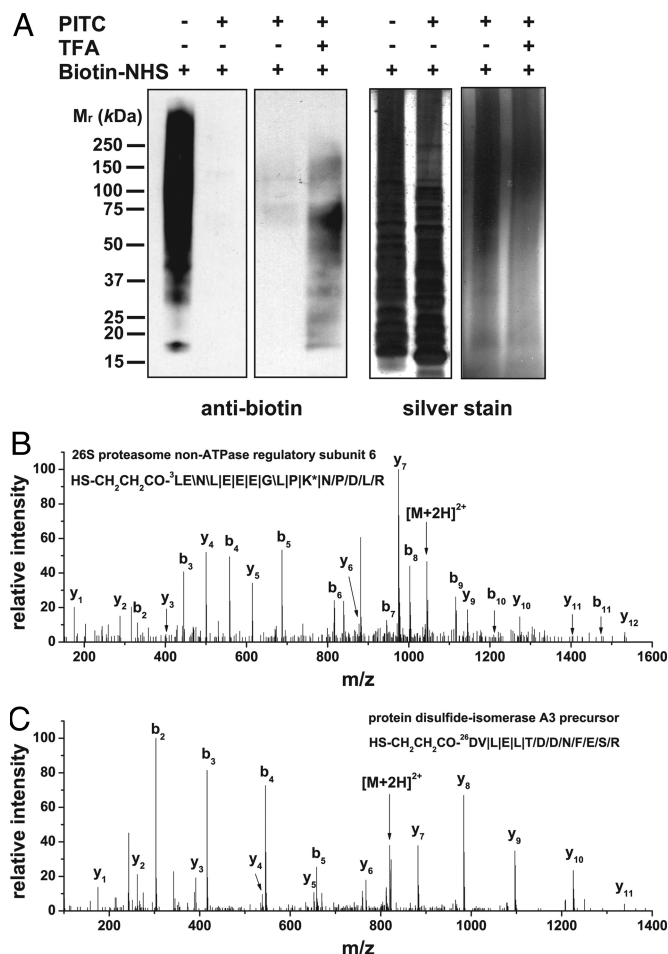 A
PITC - + + +
TFA - - - +
Biotin-NHS + + + +
- + + +
- - - +
+ + + +
Mr (kDa)
250
150
100
75
50
37
25
20
15
anti-biotin
silver stain
B
26S proteasome non-ATPase regulatory subunit 6
HS-CH2CH2CO-3LE\N\L|E|E|E|G\L|P|K*|N/P/D/L/R
relative intensity
100
80
60
40
20
0
y1
y2
b2
y3
b3
y4
b4
y5
b5
b6
y6
b7
y7
b8
[M+2H]2+
b9
y9
b10
y10
y11
b11
y12
200 400 600 800 1000 1200 1400 1600
m/z
C
protein disulfide-isomerase A3 precursor
HS-CH2CH2CO-26DV|L|E|L|T/D/D/N/F/E/S/R
relative intensity
100
80
60
40
20
0
y1
y2
b2
y3
b3
y4
b4
y5
b5
y6
[M+2H]2+
y7
y8
y9
y10
y11
200 400 600 800 1000 1200 1400
m/z